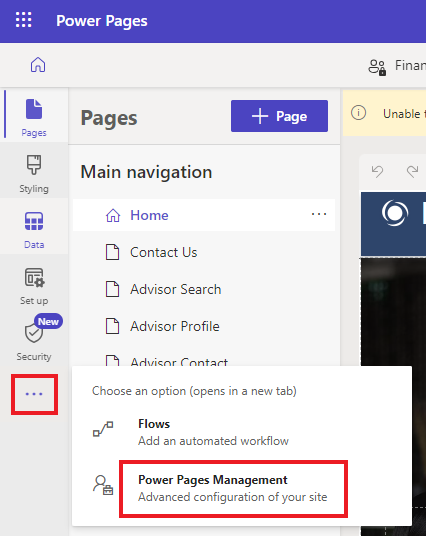 Power Pages
Finan
Pages
Pages
+ Page
Unable t
Styling
Main navigation
Home
...
Data
Contact Us
Set up
Advisor Search
New
Advisor Profile
Security
Advisor Contact
...
Choose an option (opens in a new tab)
Flows
Add an automated workflow
Power Pages Management
Advanced configuration of your site